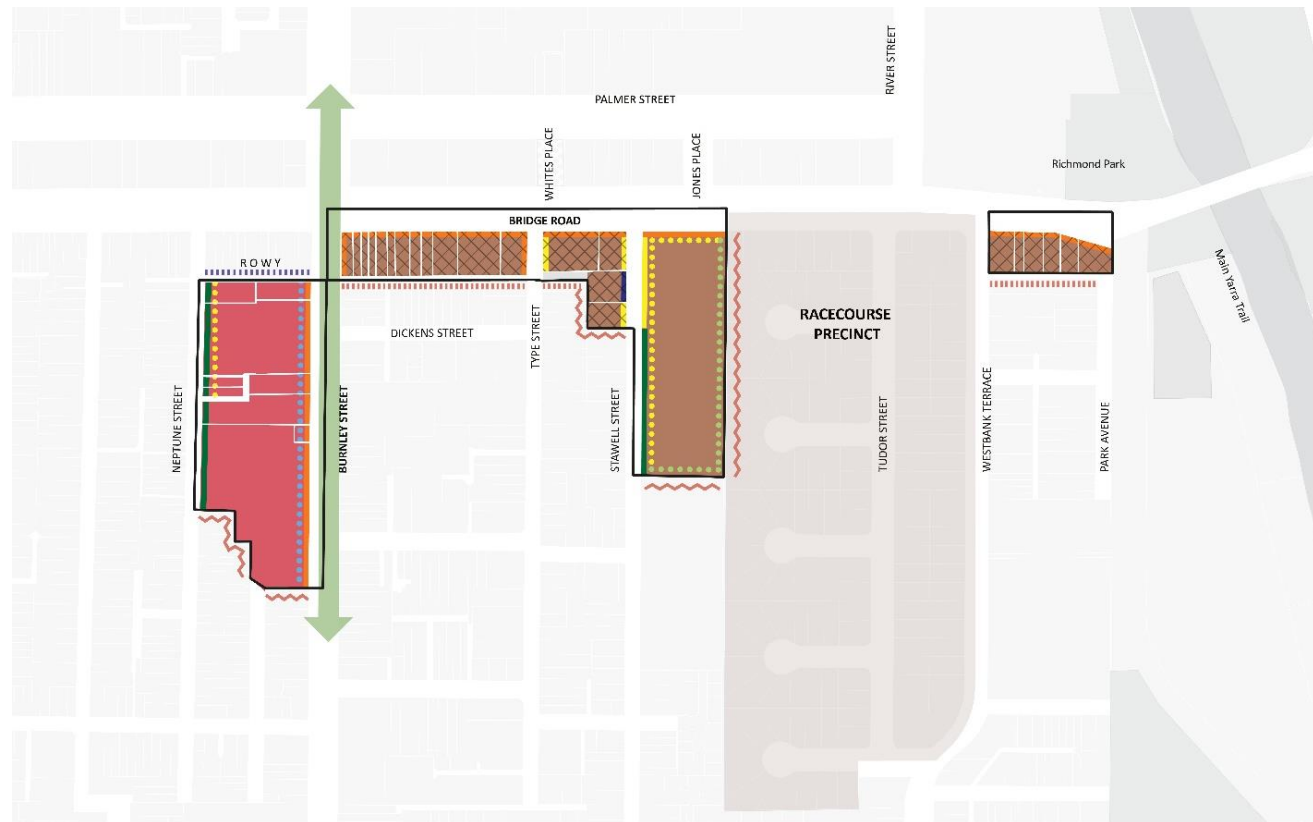 RIVER STREET
PALMER STREET
WHITES PLACE
JONES PLACE
Richmond Park
BRIDGE ROAD
ROWY
Main Yarra Trail
RACECOURSE
PRECINCT
DICKENS STREET
TYPE STREET
NEPTUNE STREET
BURNLEY STREET
STAWELL STREET
TUDOR STREET
WESTBANK TERRACE
PARK AVENUE